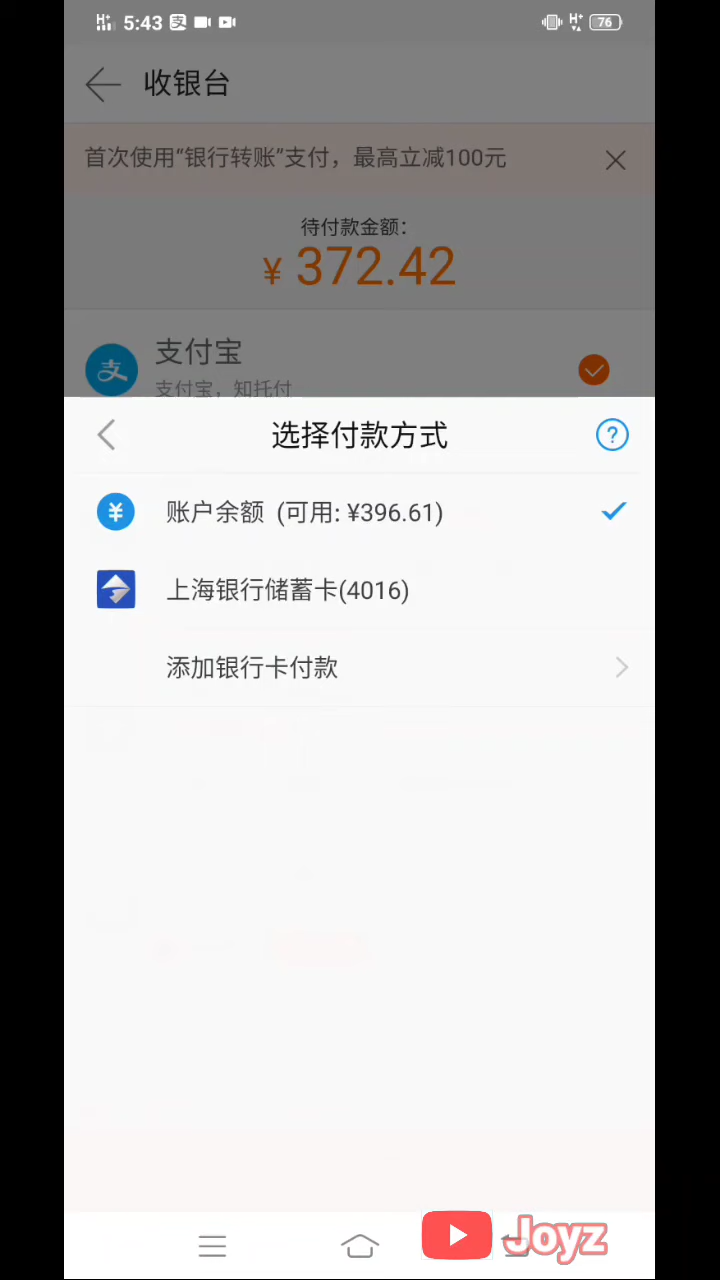 5:43
76
收银台
首次使用“银行转账”支付，最高立减100元
待付款金额：
¥ 372.42
支付宝
支付宝，知托付
选择付款方式
账户余额 (可用: ¥396.61)
上海银行储蓄卡(4016)
添加银行卡付款
Joyz